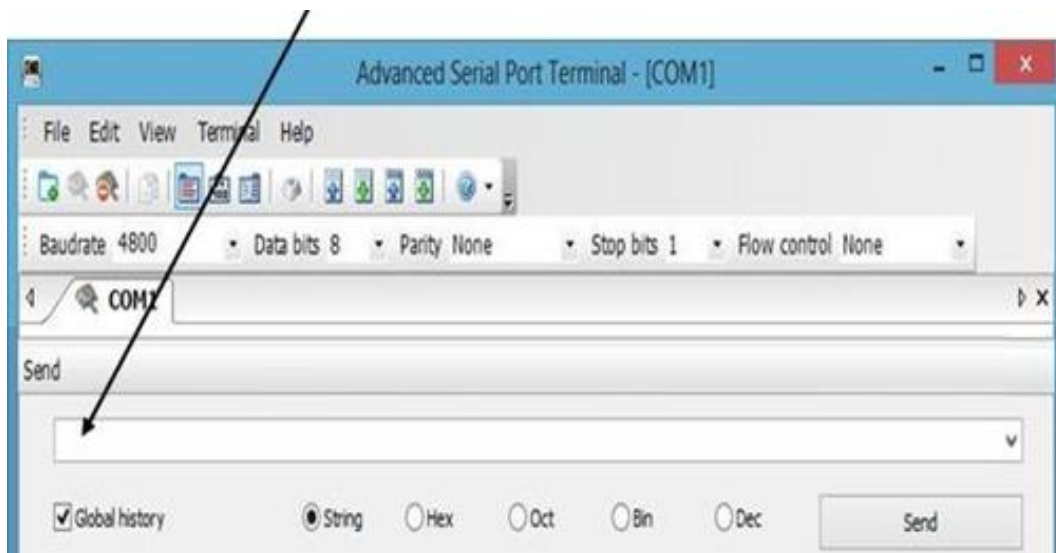 Advanced Serial Port Terminal - [COM1]
File Edit View Terminal Help
Baudrate 4800 Data bits 8 Parity None Stop bits 1 Flow control None
COM1
Send
Global history String Hex Oct Bin Dec Send